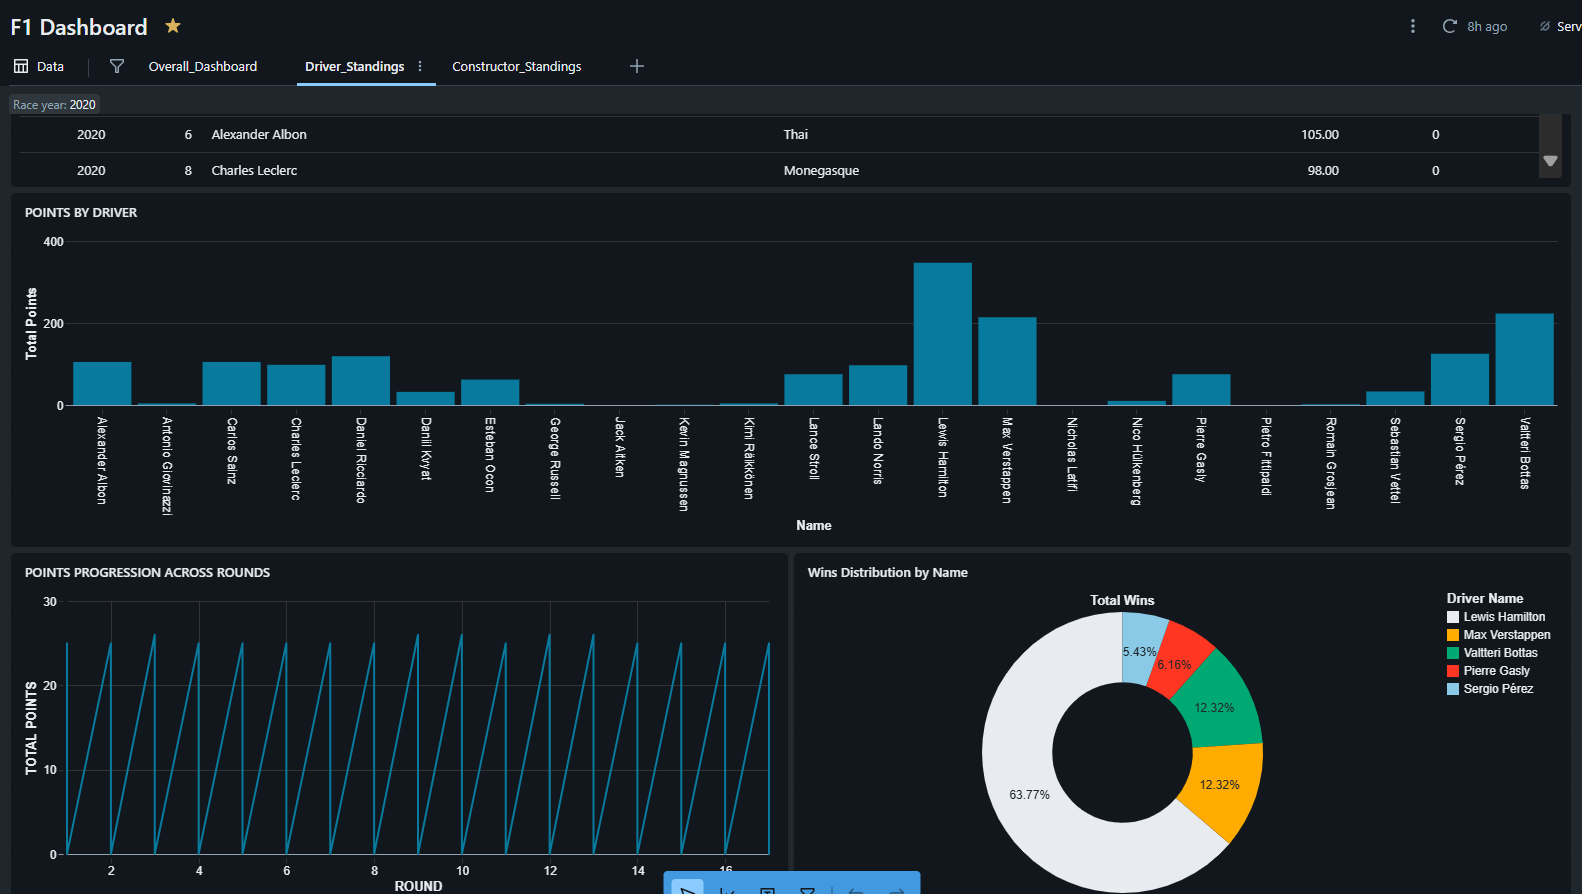 F1 Dashboard
8h ago
Serv
Data
Overall_Dashboard
Driver_Standings
Constructor_Standings
Race year: 2020
2020 6 Alexander Albon Thai 105.00 0
2020 8 Charles Leclerc Monegasque 98.00 0
POINTS BY DRIVER
400
200
0
Total Points
Alexander Albon
Antonio Giovinazzi
Carlos Sainz
Charles Leclerc
Daniel Ricciardo
Daniil Kvyat
Esteban Ocon
George Russell
Jack Aitken
Kevin Magnussen
Kimi Räikkönen
Lance Stroll
Lando Norris
Lewis Hamilton
Max Verstappen
Nicholas Latifi
Nico Hülkenberg
Pierre Gasly
Pietro Fittipaldi
Romain Grosjean
Sebastian Vettel
Sergio Pérez
Valtteri Bottas
Name
POINTS PROGRESSION ACROSS ROUNDS
30
20
10
0
TOTAL POINTS
2 4 6 8 10 12 14 16
ROUND
Wins Distribution by Name
Total Wins
5.43%
6.16%
12.32%
12.32%
63.77%
Driver Name
Lewis Hamilton
Max Verstappen
Valtteri Bottas
Pierre Gasly
Sergio Pérez